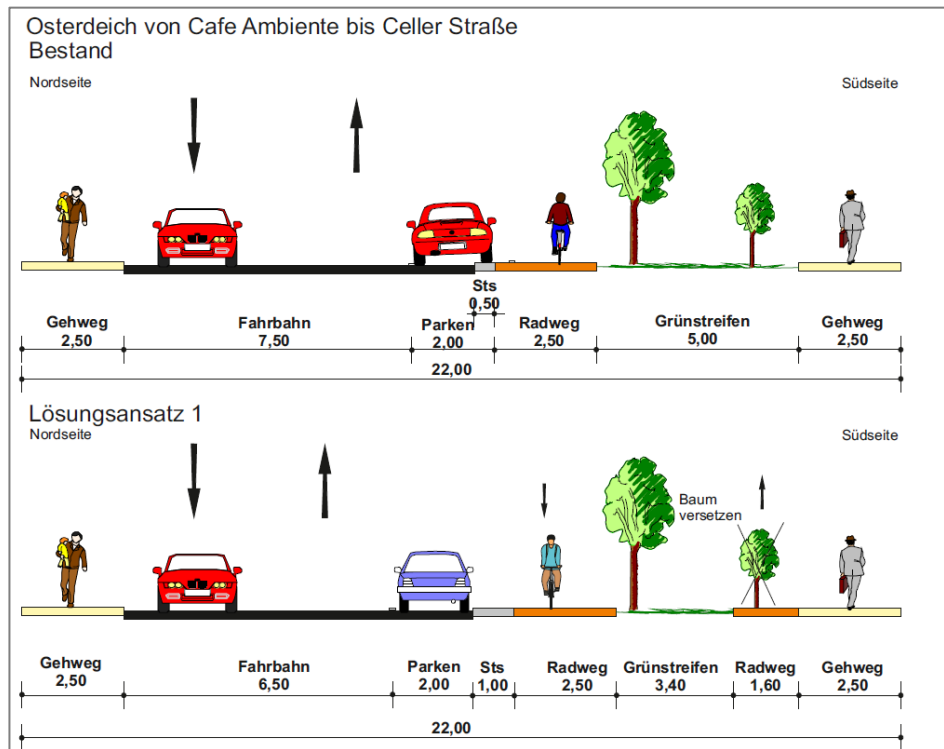 Osterdeich von Cafe Ambiente bis Celler Straße
Bestand
Nordseite
Südseite
Sts
0,50
Gehweg
2,50
Fahrbahn
7,50
Parken
2,00
Radweg
2,50
Grünstreifen
5,00
Gehweg
2,50
22,00
Lösungsansatz 1
Nordseite
Südseite
Baum
versetzen
Gehweg
2,50
Fahrbahn
6,50
Parken
2,00
Sts
1,00
Radweg
2,50
Grünstreifen
3,40
Radweg
1,60
Gehweg
2,50
22,00